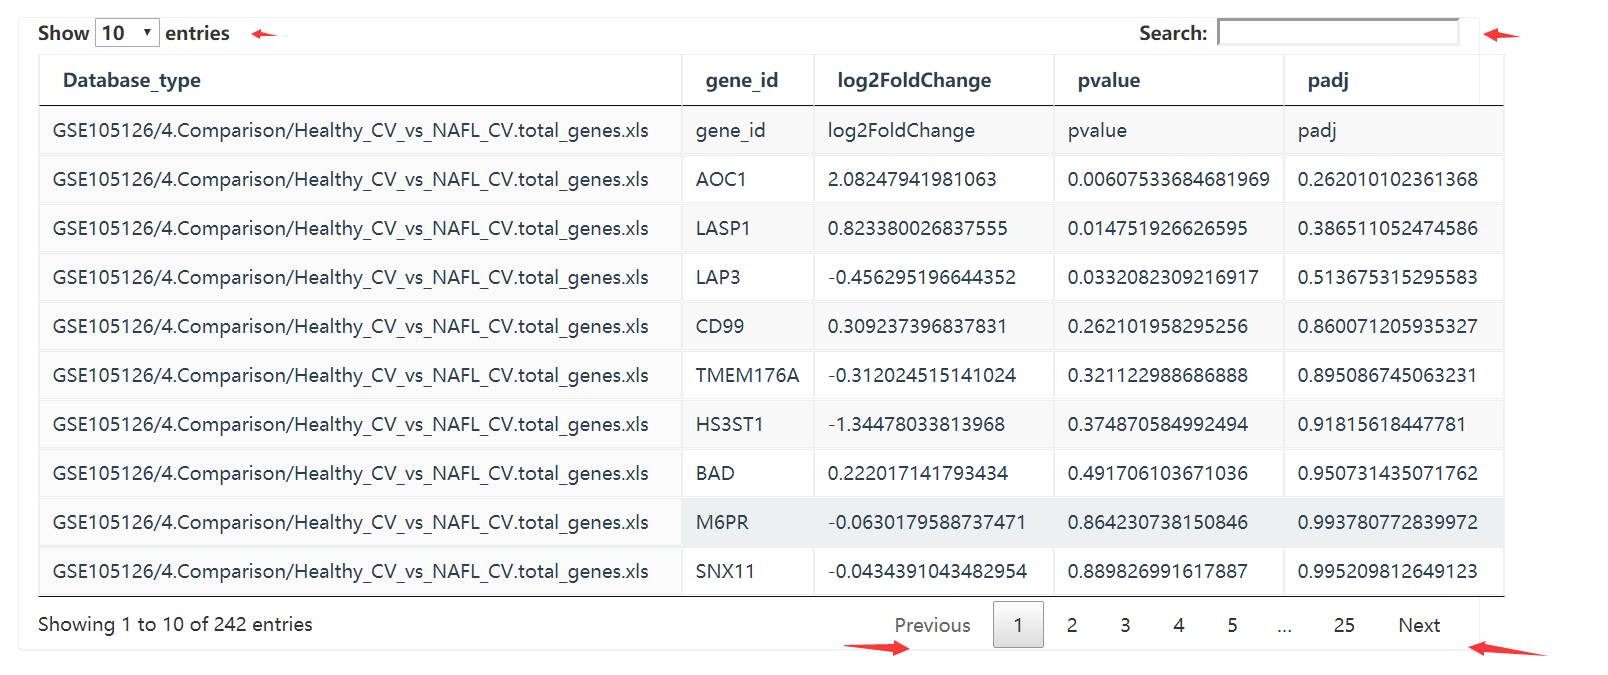 Show 10 entries Search:
Database_type gene_id log2FoldChange pvalue padj
GSE105126/4.Comparison/Healthy_CV_vs_NAFL_CV.total_genes.xls gene_id log2FoldChange pvalue padj
GSE105126/4.Comparison/Healthy_CV_vs_NAFL_CV.total_genes.xls AOC1 2.08247941981063 0.00607533684681969 0.262010102361368
GSE105126/4.Comparison/Healthy_CV_vs_NAFL_CV.total_genes.xls LASP1 0.823380026837555 0.014751926626595 0.386511052474586
GSE105126/4.Comparison/Healthy_CV_vs_NAFL_CV.total_genes.xls LAP3 -0.456295196644352 0.0332082309216917 0.513675315295583
GSE105126/4.Comparison/Healthy_CV_vs_NAFL_CV.total_genes.xls CD99 0.309237396837831 0.262101958295256 0.860071205935327
GSE105126/4.Comparison/Healthy_CV_vs_NAFL_CV.total_genes.xls TMEM176A -0.312024515141024 0.321122988686888 0.895086745063231
GSE105126/4.Comparison/Healthy_CV_vs_NAFL_CV.total_genes.xls HS3ST1 -1.34478033813968 0.374870584992494 0.91815618447781
GSE105126/4.Comparison/Healthy_CV_vs_NAFL_CV.total_genes.xls BAD 0.222017141793434 0.491706103671036 0.950731435071762
GSE105126/4.Comparison/Healthy_CV_vs_NAFL_CV.total_genes.xls M6PR -0.0630179588737471 0.864230738150846 0.993780772839972
GSE105126/4.Comparison/Healthy_CV_vs_NAFL_CV.total_genes.xls SNX11 -0.0434391043482954 0.889826991617887 0.995209812649123
Showing 1 to 10 of 242 entries Previous 1 2 3 4 5 ... 25 Next